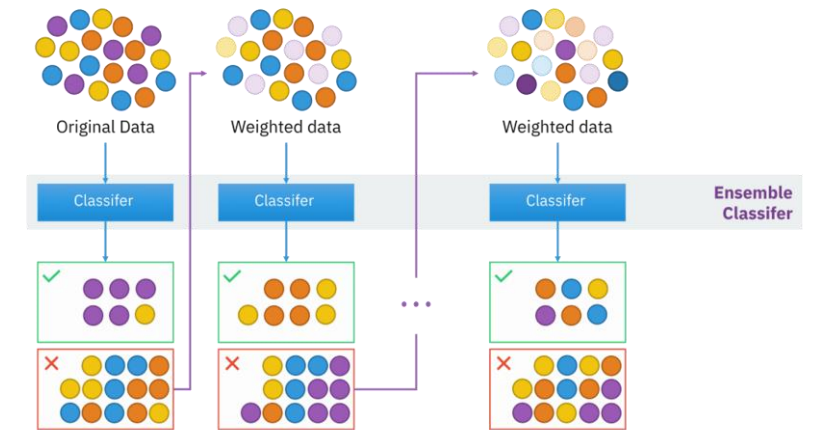 Original Data
Weighted data
Weighted data
Classifer
Classifer
Classifer
Ensemble
Classifer